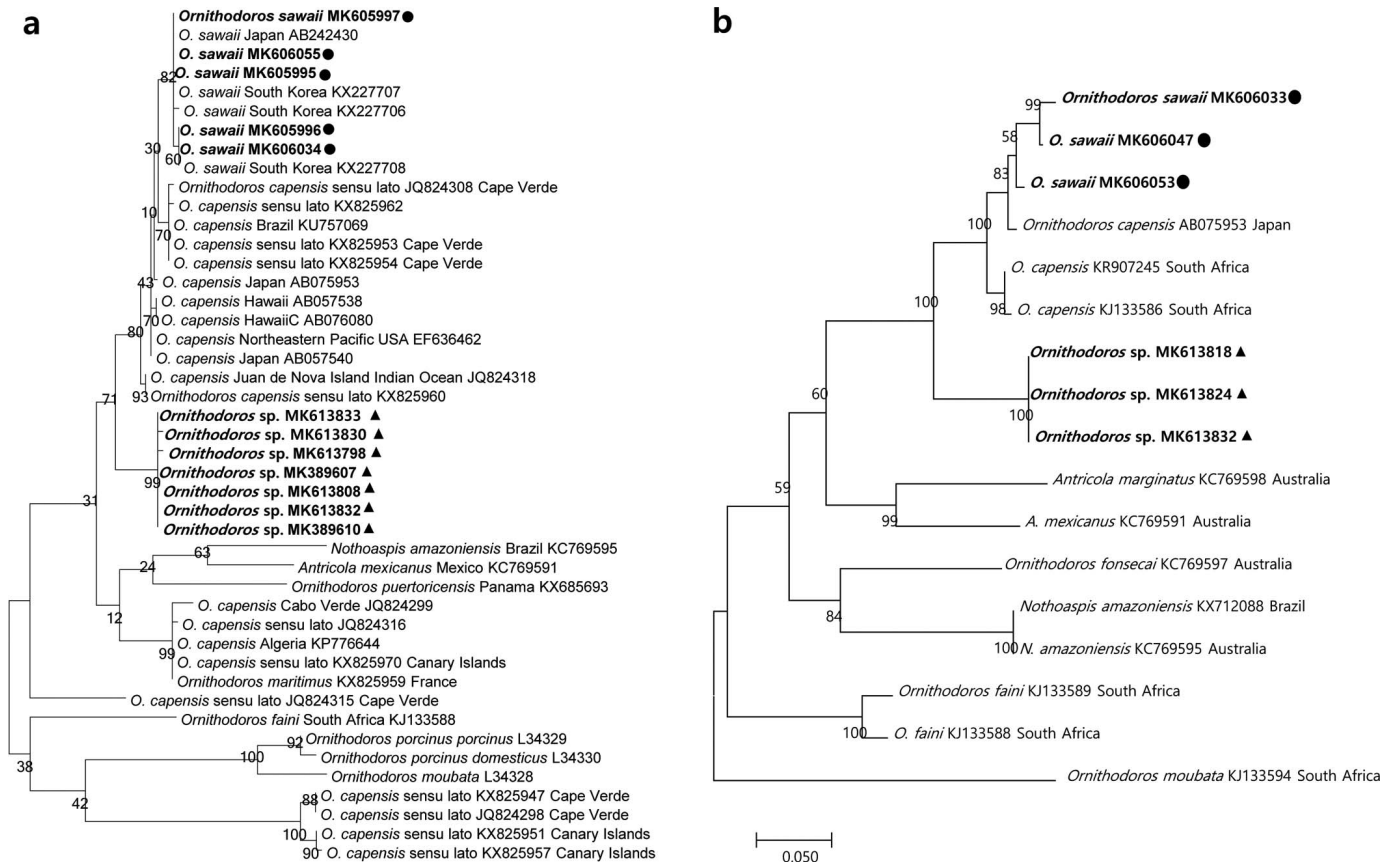 a
Ornithodoros sawaii MK605997
O. sawaii Japan AB242430
O. sawaii MK606055
O. sawaii MK605995
82
O. sawaii South Korea KX227707
O. sawaii South Korea KX227706
O. sawaii MK605996
O. sawaii MK606034
30
60
O. sawaii South Korea KX227708
Ornithodoros capensis sensu lato JQ824308 Cape Verde
O. capensis sensu lato KX825962
10
O. capensis Brazil KU757069
70
O. capensis sensu lato KX825953 Cape Verde
O. capensis sensu lato KX825954 Cape Verde
43
O. capensis Japan AB075953
O. capensis Hawaii AB057538
70
O. capensis HawaiiC AB076080
80
O. capensis Northeastern Pacific USA EF636462
O. capensis Japan AB057540
O. capensis Juan de Nova Island Indian Ocean JQ824318
71
93
Ornithodoros capensis sensu lato KX825960
Ornithodoros sp. MK613833
Ornithodoros sp. MK613830
Ornithodoros sp. MK613798
Ornithodoros sp. MK389607
99
Ornithodoros sp. MK613808
31
Ornithodoros sp. MK613832
Ornithodoros sp. MK389610
Nothoaspis amazoniensis Brazil KC769595
63
24
Antricola mexicanus Mexico KC769591
Ornithodoros puertoricensis Panama KX685693
O. capensis Cabo Verde JQ824299
12
O. capensis sensu lato JQ824316
O. capensis Algeria KP776644
99
O. capensis sensu lato KX825970 Canary Islands
Ornithodoros maritimus KX825959 France
O. capensis sensu lato JQ824315 Cape Verde
Ornithodoros faini South Africa KJ133588
Ornithodoros porcinus porcinus L34329
92
100
Ornithodoros porcinus domesticus L34330
38
Ornithodoros moubata L34328
O. capensis sensu lato KX825947 Cape Verde
88
42
O. capensis sensu lato JQ824298 Cape Verde
100
O. capensis sensu lato KX825951 Canary Islands
90
O. capensis sensu lato KX825957 Canary Islands
b
Ornithodoros sawaii MK606033
99
58
O. sawaii MK606047
83
O. sawaii MK606053
100
Ornithodoros capensis AB075953 Japan
O. capensis KR907245 South Africa
100
98
O. capensis KJ133586 South Africa
Ornithodoros sp. MK613818
60
Ornithodoros sp. MK613824
100
Ornithodoros sp. MK613832
Antricola marginatus KC769598 Australia
59
99
A. mexicanus KC769591 Australia
Ornithodoros fonsecai KC769597 Australia
84
Nothoaspis amazoniensis KX712088 Brazil
100
N. amazoniensis KC769595 Australia
Ornithodoros faini KJ133589 South Africa
100
O. faini KJ133588 South Africa
Ornithodoros moubata KJ133594 South Africa
0.050